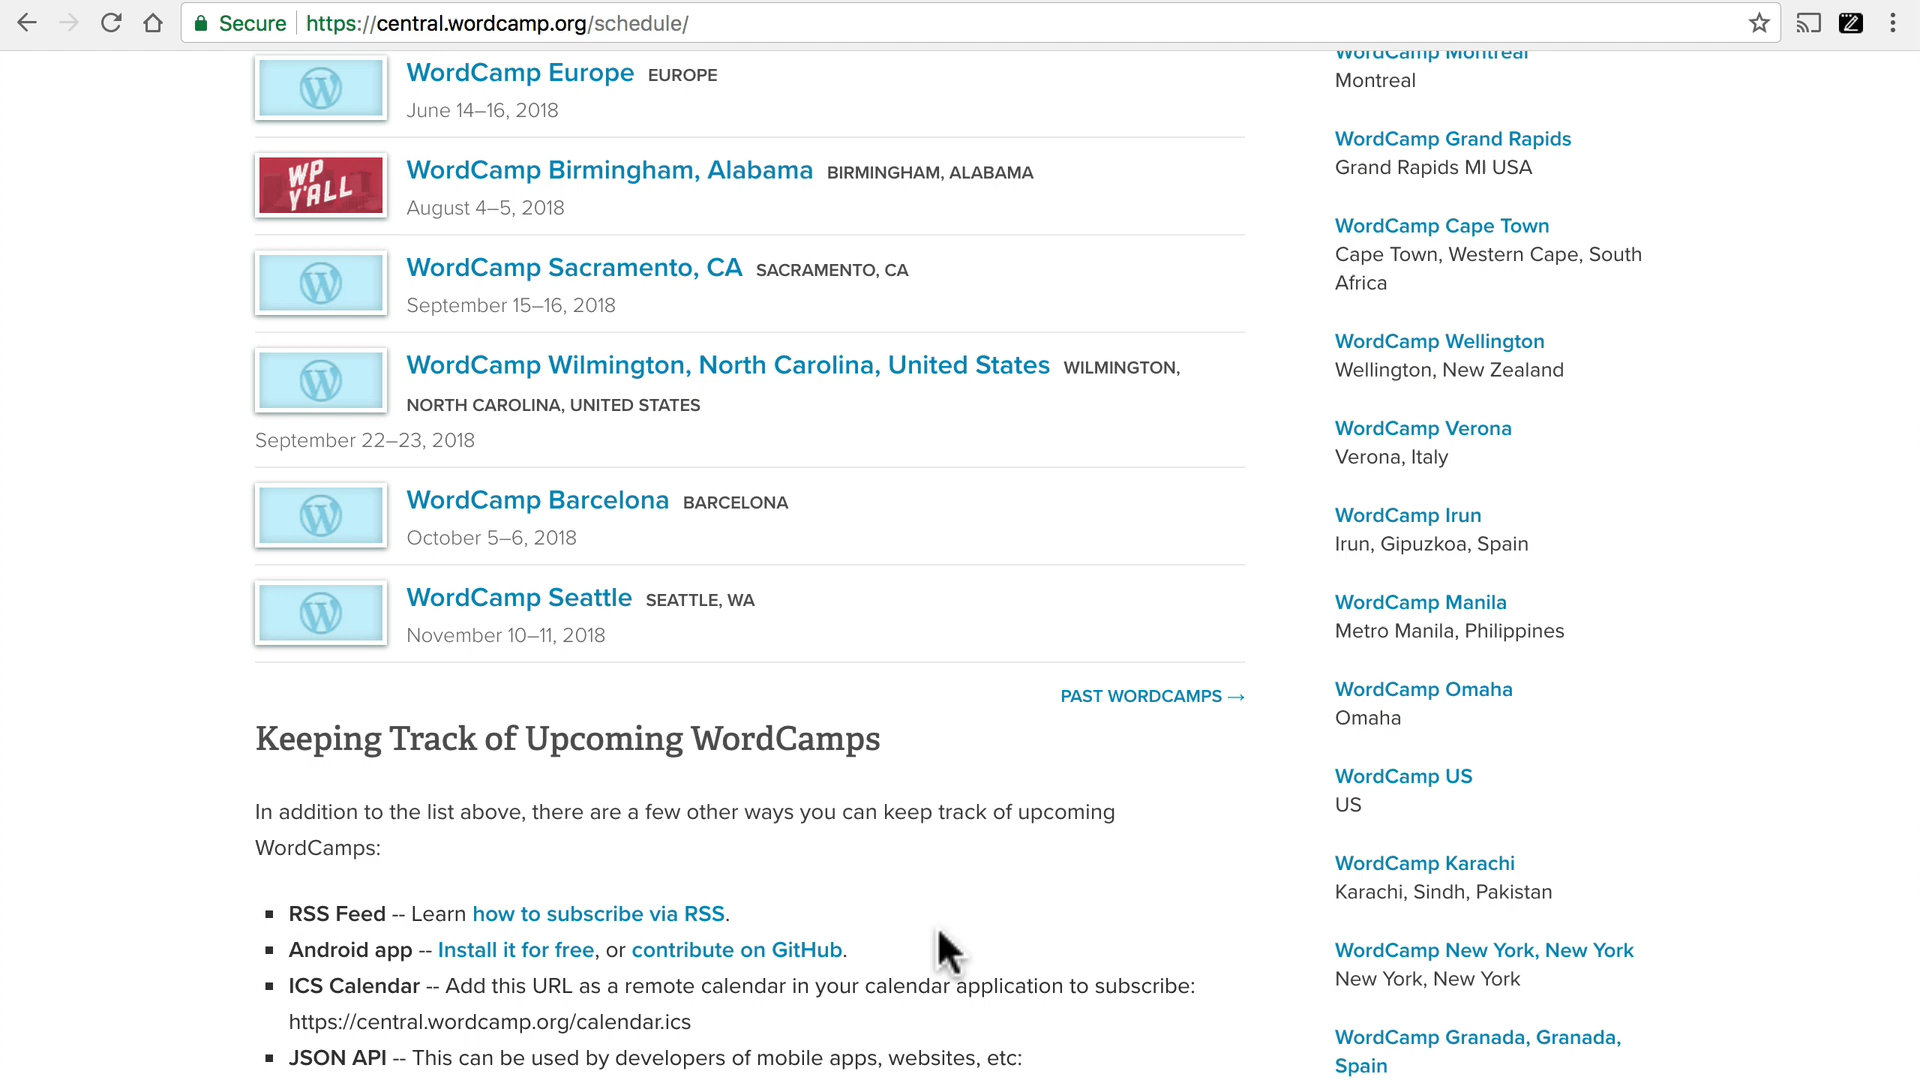 Secure https://central.wordcamp.org/schedule/
WordCamp Europe EUROPE
June 14–16, 2018
WP Y'ALL
WordCamp Birmingham, Alabama BIRMINGHAM, ALABAMA
August 4–5, 2018
WordCamp Sacramento, CA SACRAMENTO, CA
September 15–16, 2018
WordCamp Wilmington, North Carolina, United States WILMINGTON,
NORTH CAROLINA, UNITED STATES
September 22–23, 2018
WordCamp Barcelona BARCELONA
October 5–6, 2018
WordCamp Seattle SEATTLE, WA
November 10–11, 2018
PAST WORDCAMPS →
Keeping Track of Upcoming WordCamps
In addition to the list above, there are a few other ways you can keep track of upcoming
WordCamps:
▪ RSS Feed -- Learn how to subscribe via RSS.
▪ Android app -- Install it for free, or contribute on GitHub.
▪ ICS Calendar -- Add this URL as a remote calendar in your calendar application to subscribe:
https://central.wordcamp.org/calendar.ics
▪ JSON API -- This can be used by developers of mobile apps, websites, etc:
WordCamp Montreal
Montreal
WordCamp Grand Rapids
Grand Rapids MI USA
WordCamp Cape Town
Cape Town, Western Cape, South
Africa
WordCamp Wellington
Wellington, New Zealand
WordCamp Verona
Verona, Italy
WordCamp Irun
Irun, Gipuzkoa, Spain
WordCamp Manila
Metro Manila, Philippines
WordCamp Omaha
Omaha
WordCamp US
US
WordCamp Karachi
Karachi, Sindh, Pakistan
WordCamp New York, New York
New York, New York
WordCamp Granada, Granada,
Spain